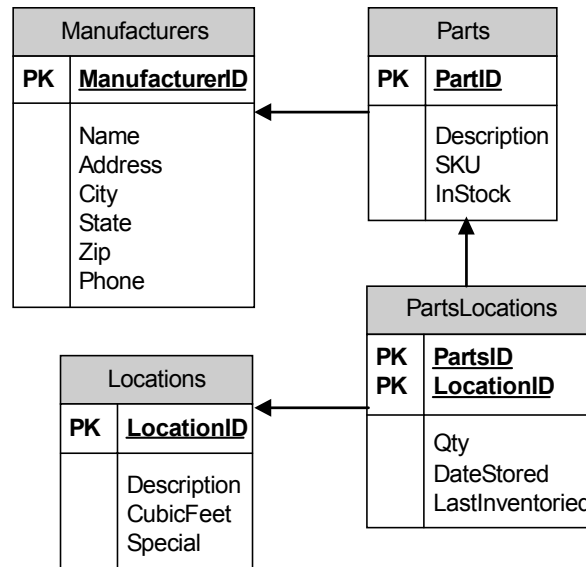 Manufacturers
PK ManufacturerID
Name
Address
City
State
Zip
Phone
Parts
PK PartID
Description
SKU
InStock
PartsLocations
PK PartsID
PK LocationID
Qty
DateStored
LastInventoried
Locations
PK LocationID
Description
CubicFeet
Special